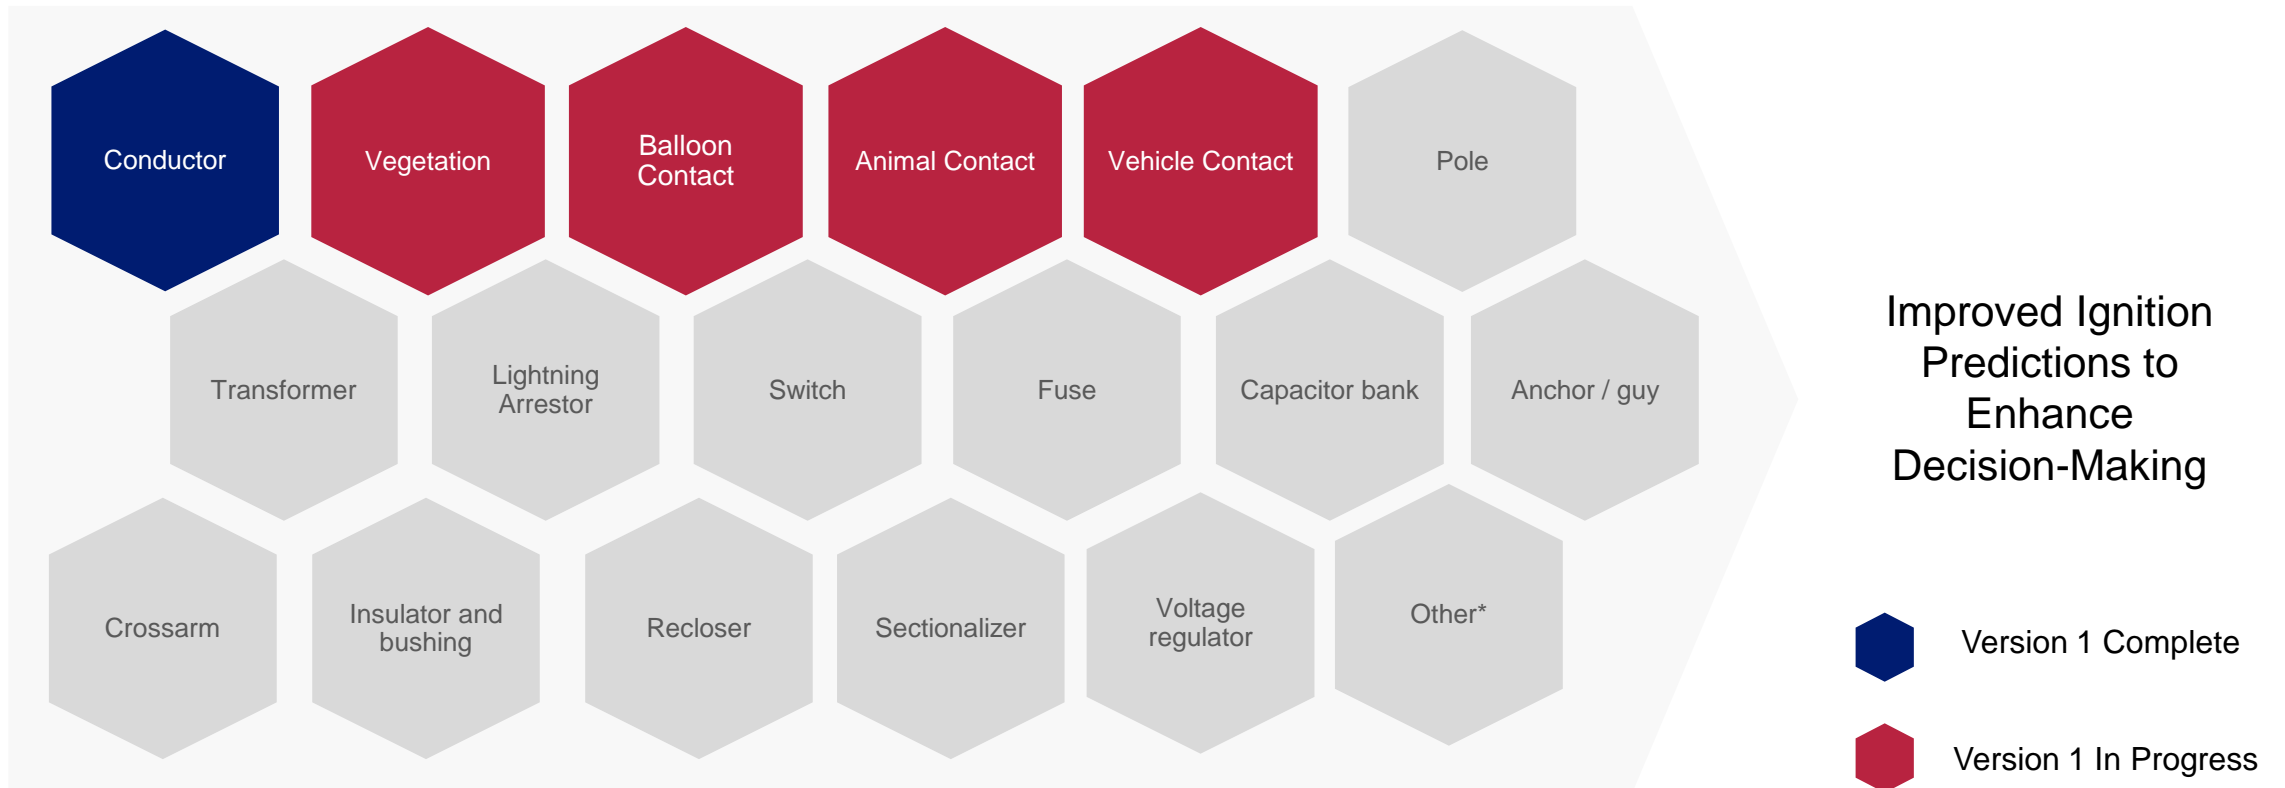 Conductor
Vegetation
Balloon
Contact
Animal Contact
Vehicle Contact
Pole
Transformer
Lightning
Arrestor
Switch
Fuse
Capacitor bank
Anchor / guy
Crossarm
Insulator and
bushing
Recloser
Sectionalizer
Voltage
regulator
Other*
Improved Ignition
Predictions to
Enhance
Decision-Making
Version 1 Complete
Version 1 In Progress